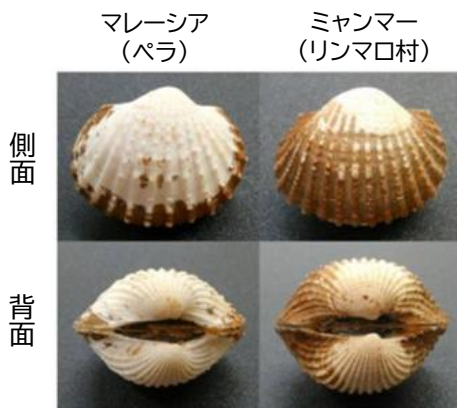 マレーシア
（ペラ）
ミャンマー
（リンマロ村）
側面
背面